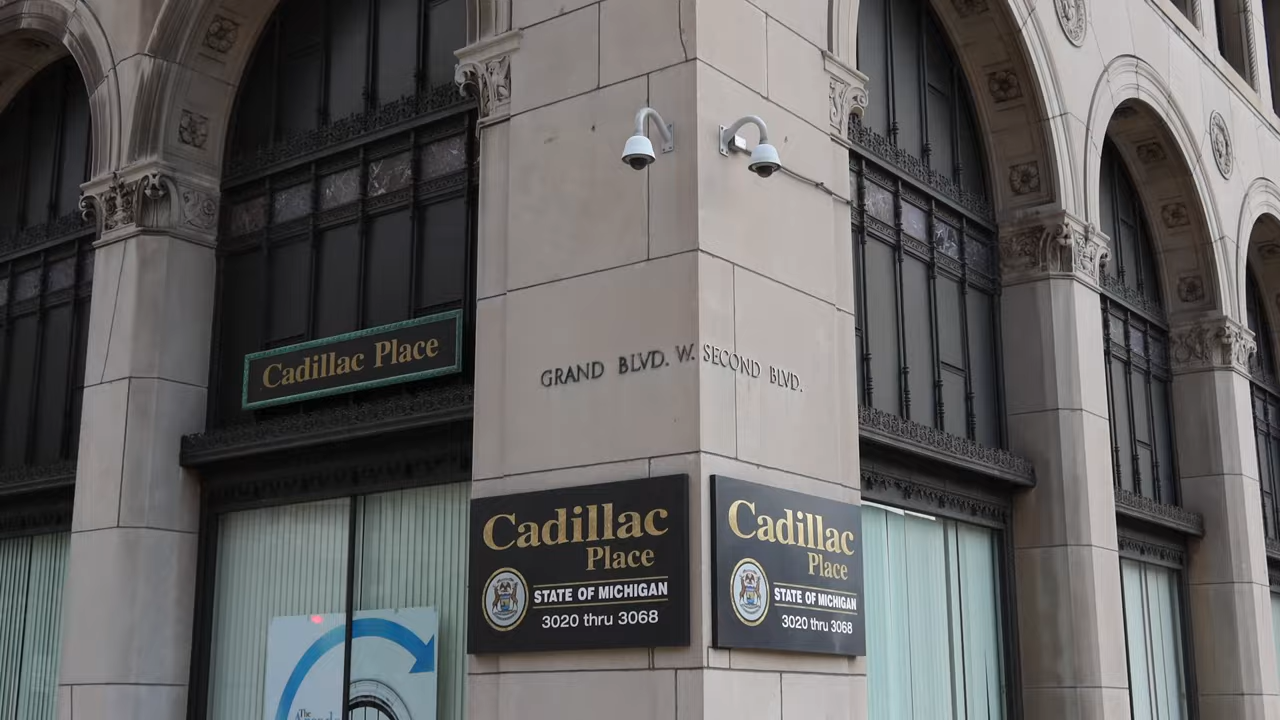 Cadillac Place
GRAND BLVD. W. SECOND BLVD.
Cadillac
Place
STATE OF MICHIGAN
3020 thru 3068
Cadillac
Place
STATE OF MICHIGAN
3020 thru 3068
The